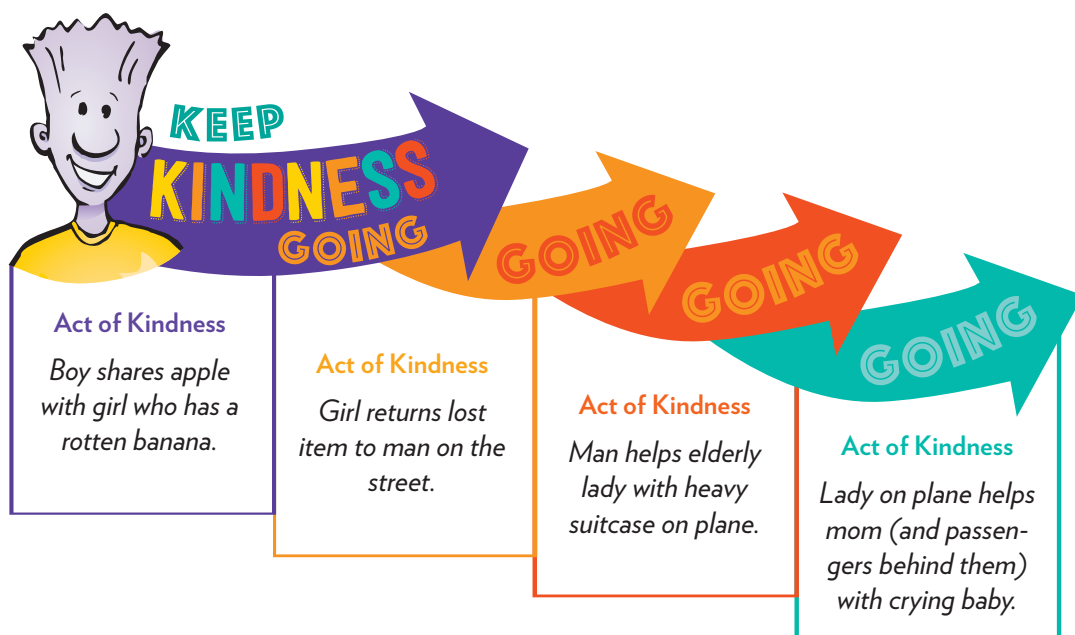 KEEP
KINDNESS
GOING
GOING
GOING
GOING
Act of Kindness
Boy shares apple
with girl who has a
rotten banana.
Act of Kindness
Girl returns lost
item to man on the
street.
Act of Kindness
Man helps elderly
lady with heavy
suitcase on plane.
Act of Kindness
Lady on plane helps
mom (and passen-
gers behind them)
with crying baby.